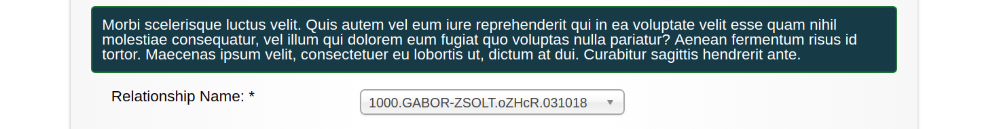 Morbi scelerisque luctus velit. Quis autem vel eum iure reprehenderit qui in ea voluptate velit esse quam nihil
molestiae consequatur, vel illum qui dolorem eum fugiat quo voluptas nulla pariatur? Aenean fermentum risus id
tortor. Maecenas ipsum velit, consectetuer eu lobortis ut, dictum at dui. Curabitur sagittis hendrerit ante.
Relationship Name: *
1000.GABOR-ZSOLT.oZHcR.031018